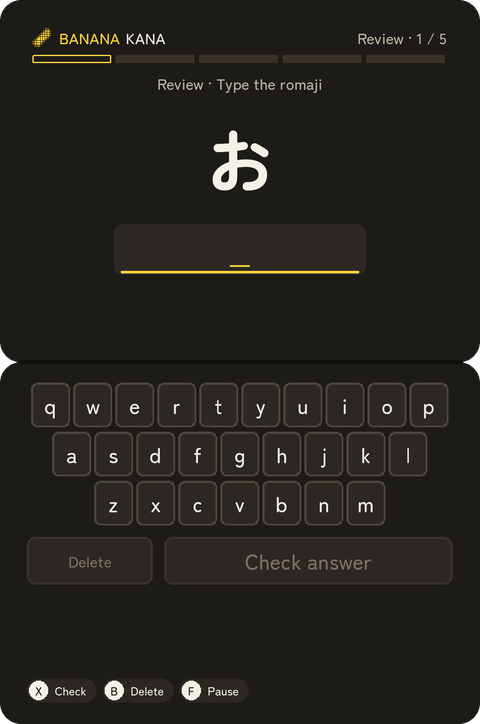 BANANA KANA Review · 1 / 5
Review · Type the romaji
お
_
q w e r t y u i o p
a s d f g h j k l
z x c v b n m
Delete Check answer
X Check B Delete F Pause